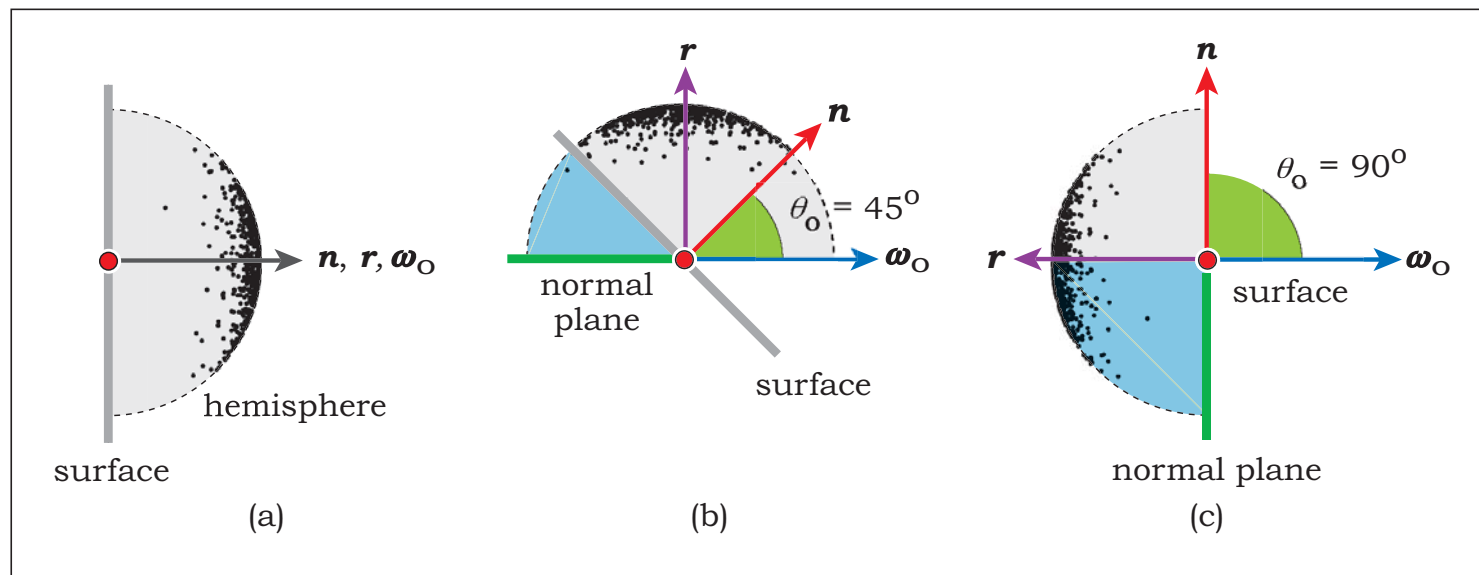 n, r, ωo
hemisphere
surface
(a)
r
n
θo = 45º
ωo
normal
plane
surface
(b)
n
θo = 90º
r
ωo
surface
normal plane
(c)